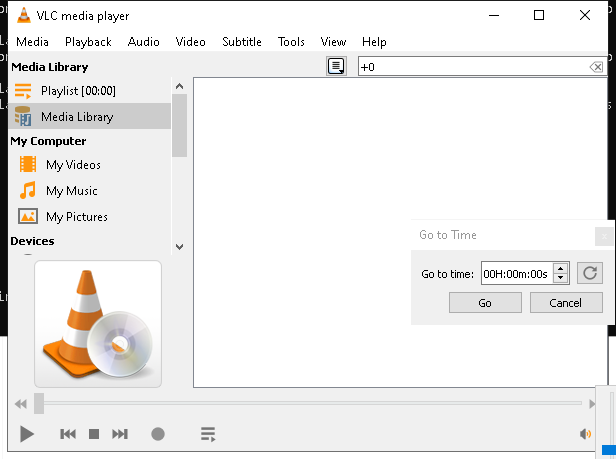 VLC media player
Media Playback Audio Video Subtitle Tools View Help
Media Library
+0
Playlist [00:00]
Media Library
My Computer
My Videos
My Music
My Pictures
Devices
Go to Time
Go to time: 00H:00m:00s
Go Cancel